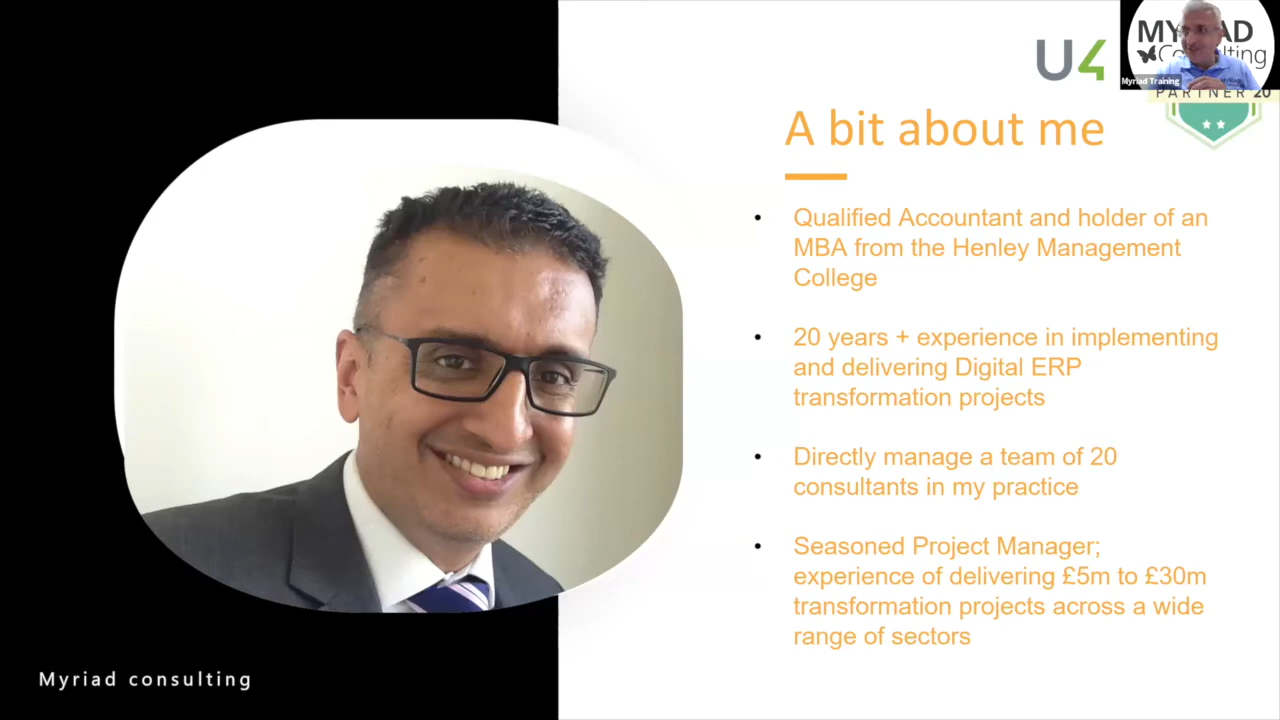 U4
MYRIAD
Consulting
Myriad Training
PARTNER 20
A bit about me
• Qualified Accountant and holder of an
MBA from the Henley Management
College
• 20 years + experience in implementing
and delivering Digital ERP
transformation projects
• Directly manage a team of 20
consultants in my practice
• Seasoned Project Manager;
experience of delivering £5m to £30m
transformation projects across a wide
range of sectors
Myriad consulting